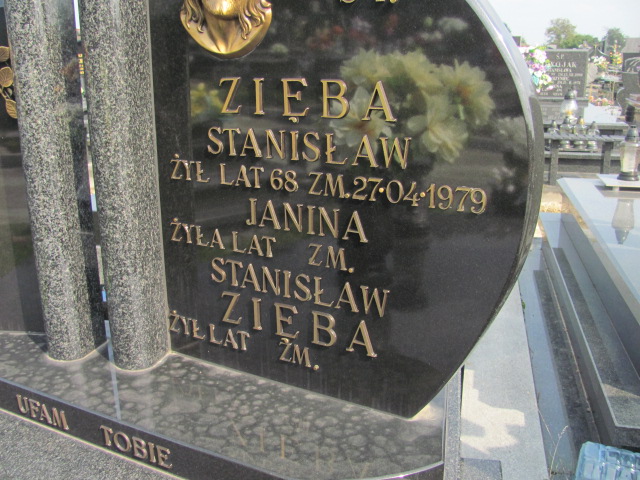 ZIĘBA
STANISŁAW
ŻYŁ LAT 68 ZM. 27·04·1979
JANINA
ŻYŁA LAT ZM.
STANISŁAW
ZIĘBA
ŻYŁ LAT ZM.
UFAM TOBIE